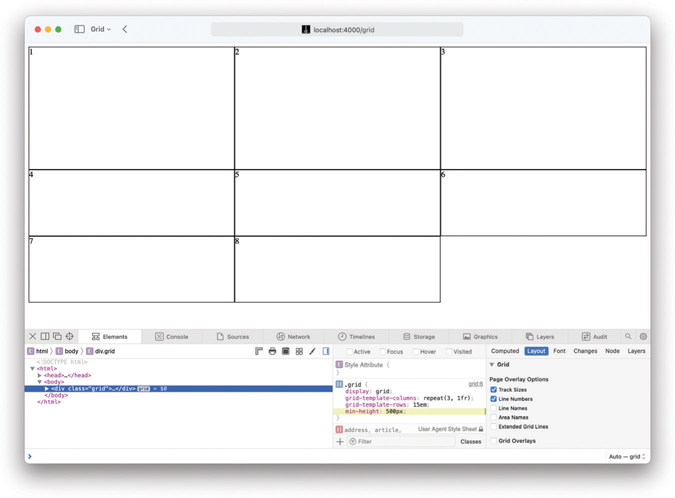 Grid
localhost:4000/grid
1 2 3
4 5 6
7 8
Elements Console Sources Network Timelines Storage Graphics Layers Audit
html body div.grid
Active Focus Hover Visited
Computed Layout Font Changes Node Layers
<!DOCTYPE html>
<html>
<head>…</head>
<body>
<div class="grid">…</div> grid = $0
</body>
</html>
E Style Attribute {
}
.grid { grid:6
display: grid;
grid-template-columns: repeat(3, 1fr);
grid-template-rows: 15em;
min-height: 500px;
}
address, article, User Agent Style Sheet
Filter Classes
Grid
Page Overlay Options
Track Sizes
Line Numbers
Line Names
Area Names
Extended Grid Lines
Grid Overlays
Auto — grid